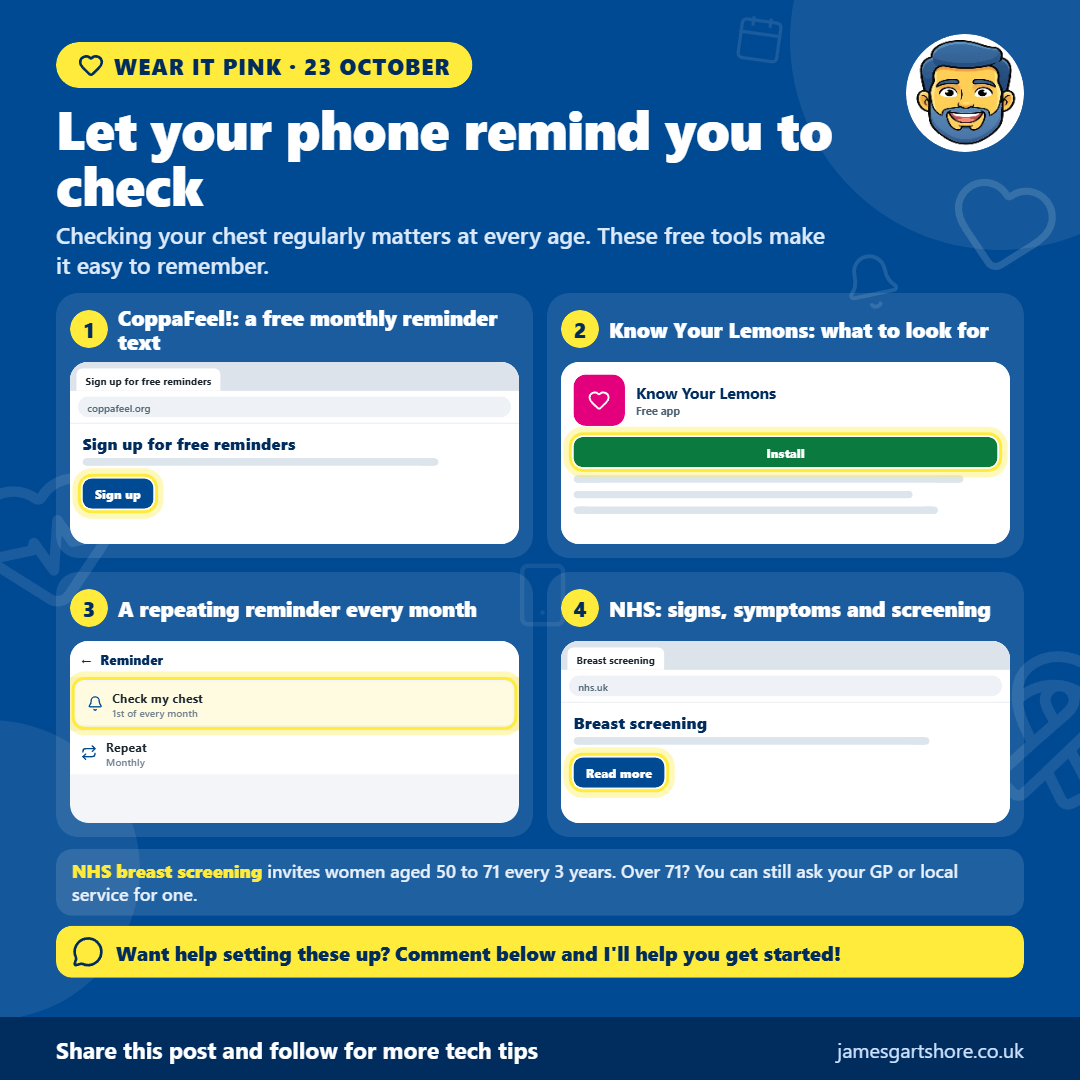 WEAR IT PINK · 23 OCTOBER
Let your phone remind you to
check
Checking your chest regularly matters at every age. These free tools make
it easy to remember.
1
CoppaFeel!: a free monthly reminder
text
Sign up for free reminders
coppafeel.org
Sign up for free reminders
Sign up
2
Know Your Lemons: what to look for
Know Your Lemons
Free app
Install
3
A repeating reminder every month
← Reminder
Check my chest
1st of every month
Repeat
Monthly
4
NHS: signs, symptoms and screening
Breast screening
nhs.uk
Breast screening
Read more
NHS breast screening invites women aged 50 to 71 every 3 years. Over 71? You can still ask your GP or local
service for one.
Want help setting these up? Comment below and I'll help you get started!
Share this post and follow for more tech tips
jamesgartshore.co.uk